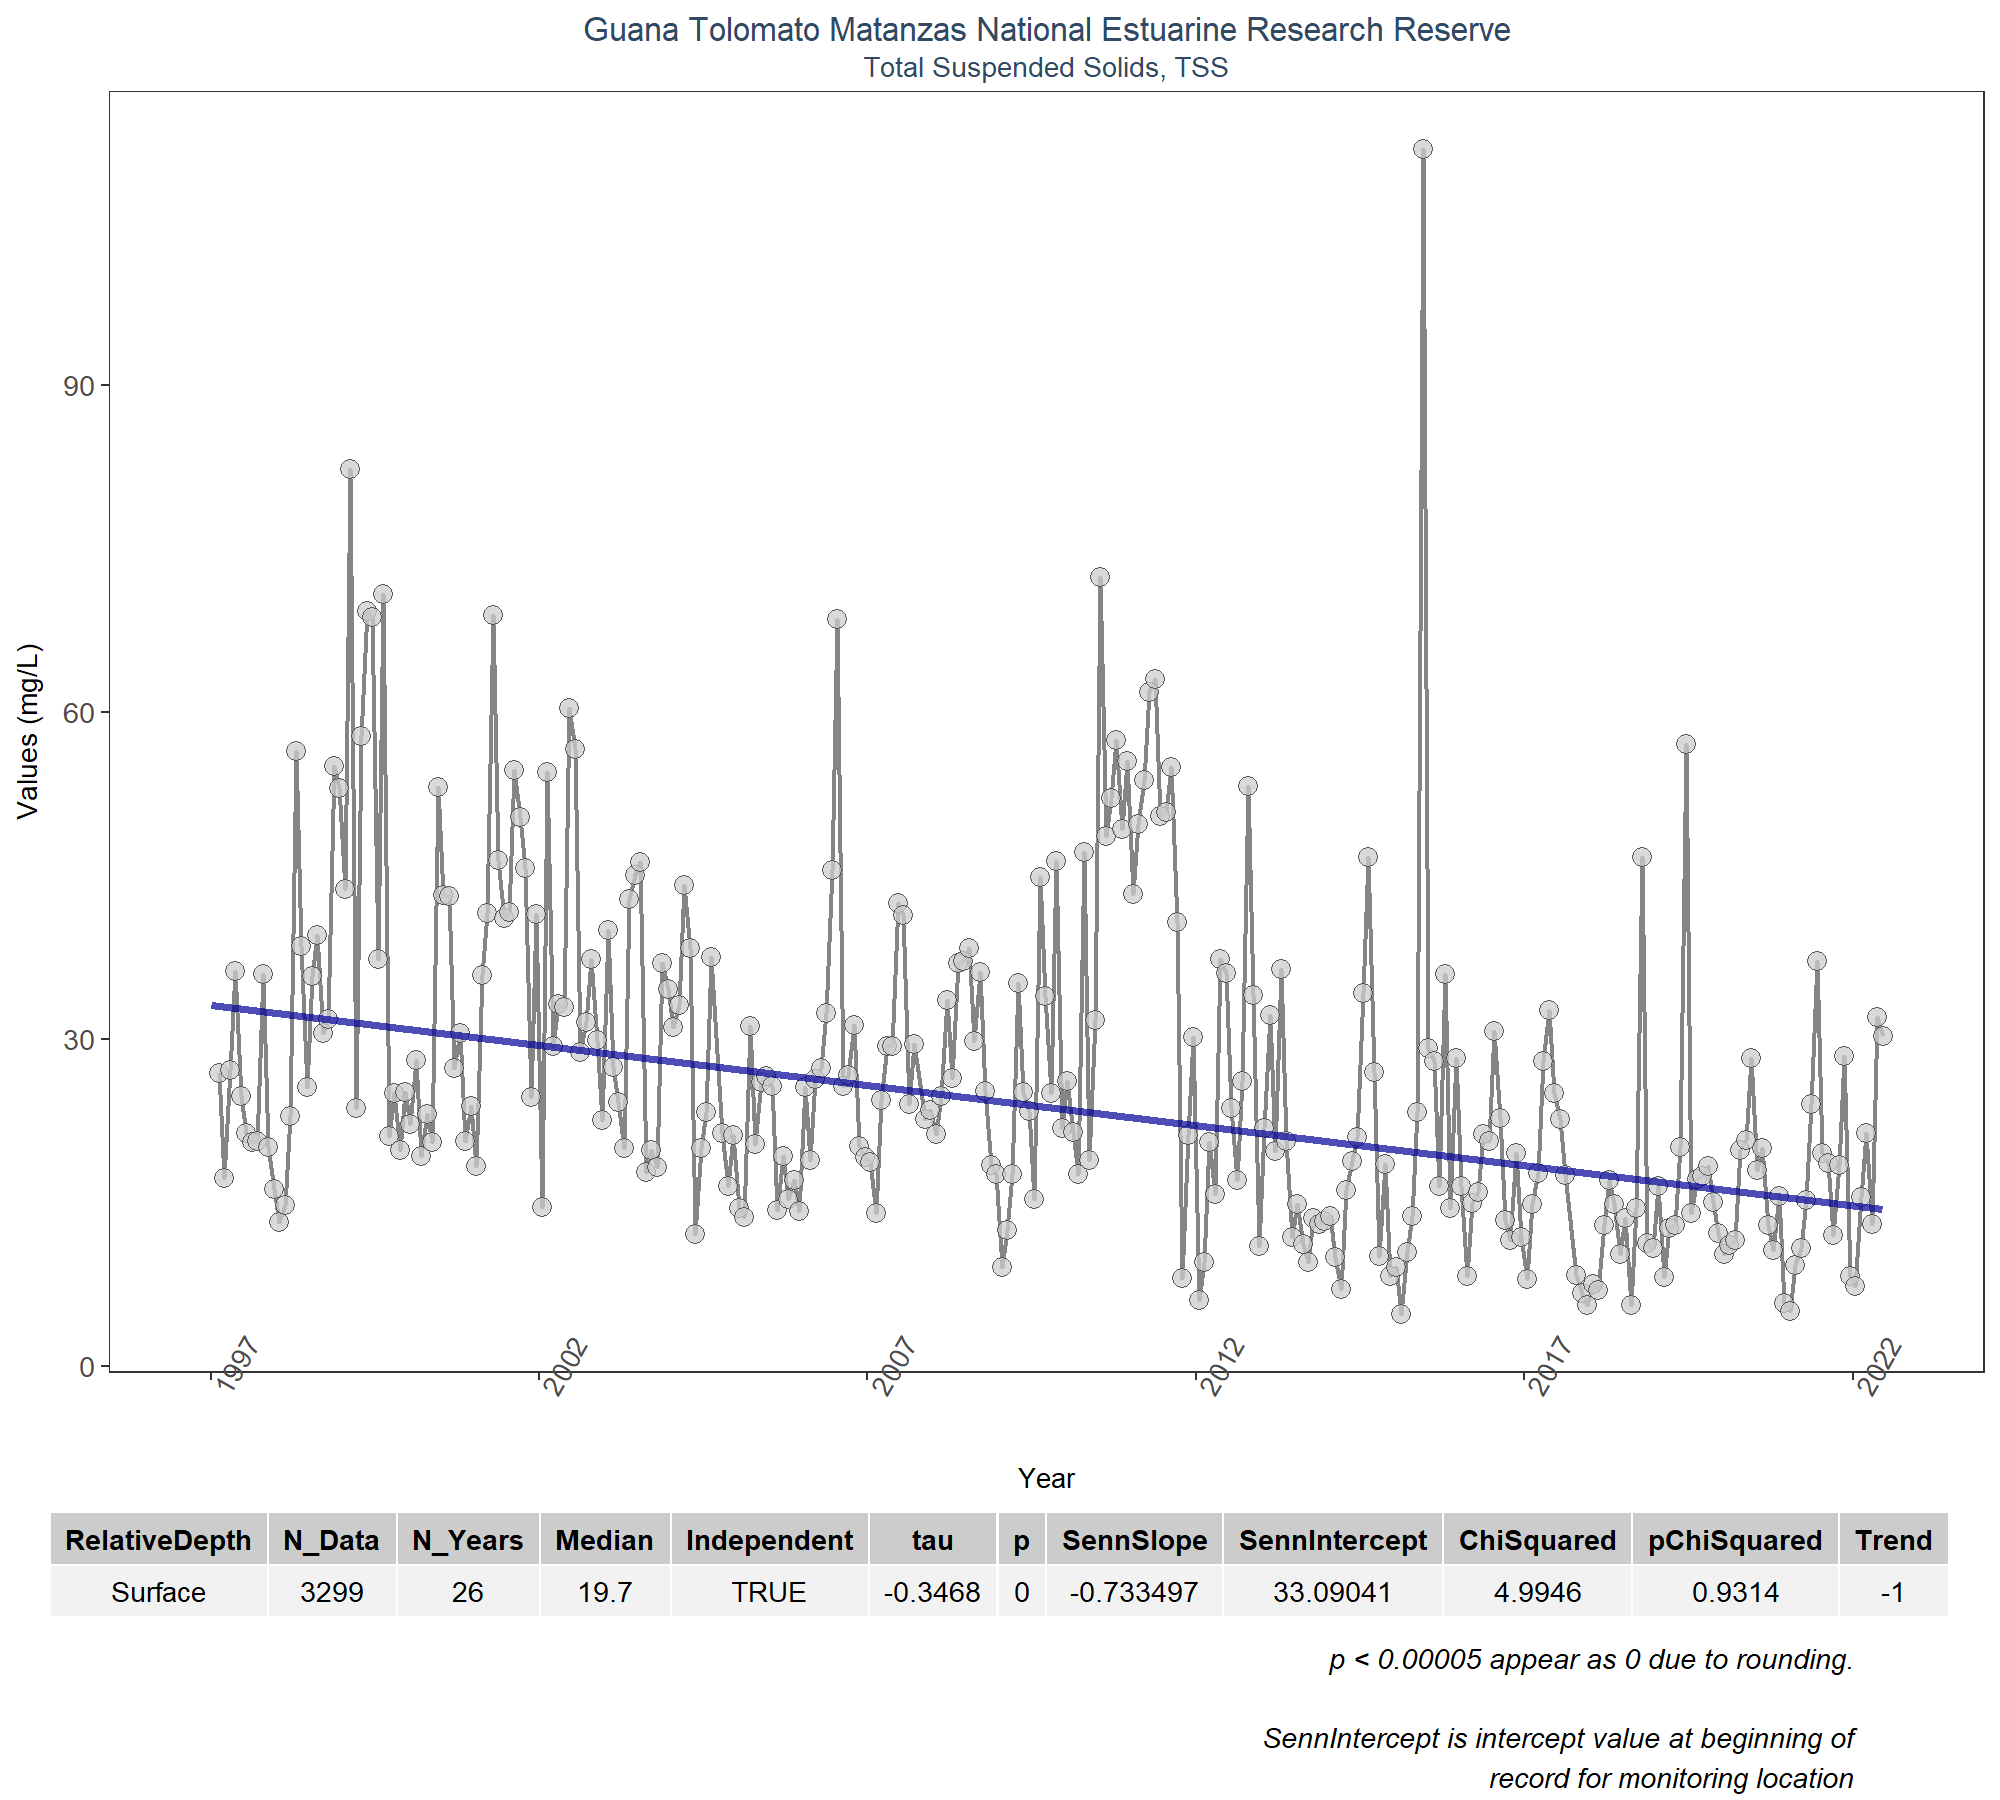 Guana Tolomato Matanzas National Estuarine Research Reserve
Total Suspended Solids, TSS
Values (mg/L)
90
60
30
0
1997 2002 2007 2012 2017 2022
Year
RelativeDepth N_Data N_Years Median Independent tau p SennSlope SennIntercept ChiSquared pChiSquared Trend
Surface 3299 26 19.7 TRUE -0.3468 0 -0.733497 33.09041 4.9946 0.9314 -1
p < 0.00005 appear as 0 due to rounding.
SennIntercept is intercept value at beginning of
record for monitoring location